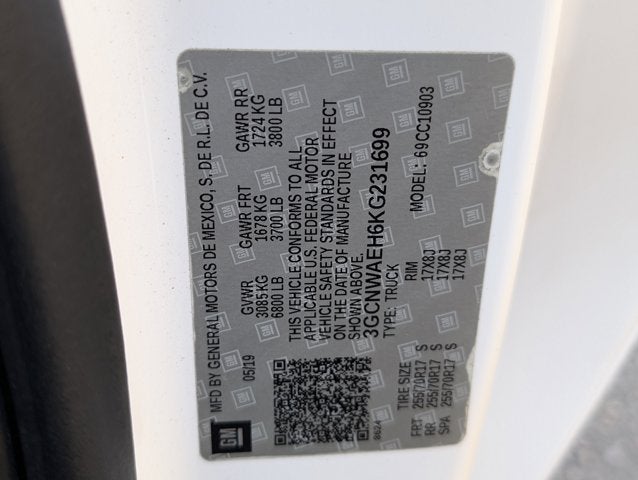 MFD BY GENERAL MOTORS DE MEXICO, S. DE R.L. DE C.V.
05/19
GVWR GAWR FRT GAWR RR
3085 KG 1678 KG 1724 KG
6800 LB 3700 LB 3800 LB
THIS VEHICLE CONFORMS TO ALL
APPLICABLE U.S. FEDERAL MOTOR
VEHICLE SAFETY STANDARDS IN EFFECT
ON THE DATE OF MANUFACTURE
SHOWN ABOVE.
3GCNWAEH6KG231699
TYPE: TRUCK MODEL: 69CC10903
8624
TIRE SIZE RIM
FRT 255/70R17 S 17X8J
RR 255/70R17 S 17X8J
SPA 255/70R17 S 17X8J
GM